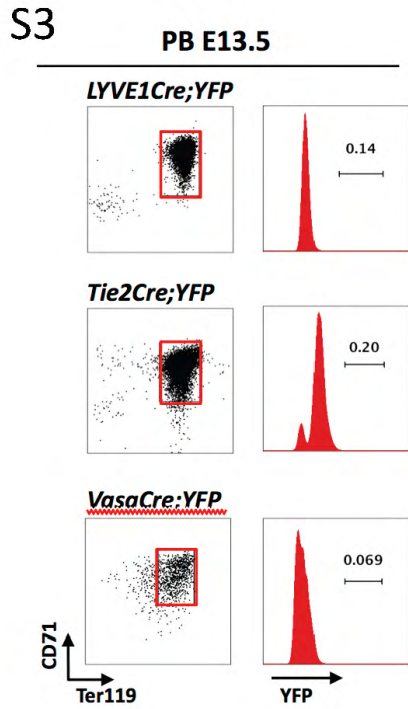 S3
PB E13.5
LYVE1Cre;YFP
0.14
Tie2Cre;YFP
0.20
VasaCre;YFP
0.069
CD71
Ter119
YFP